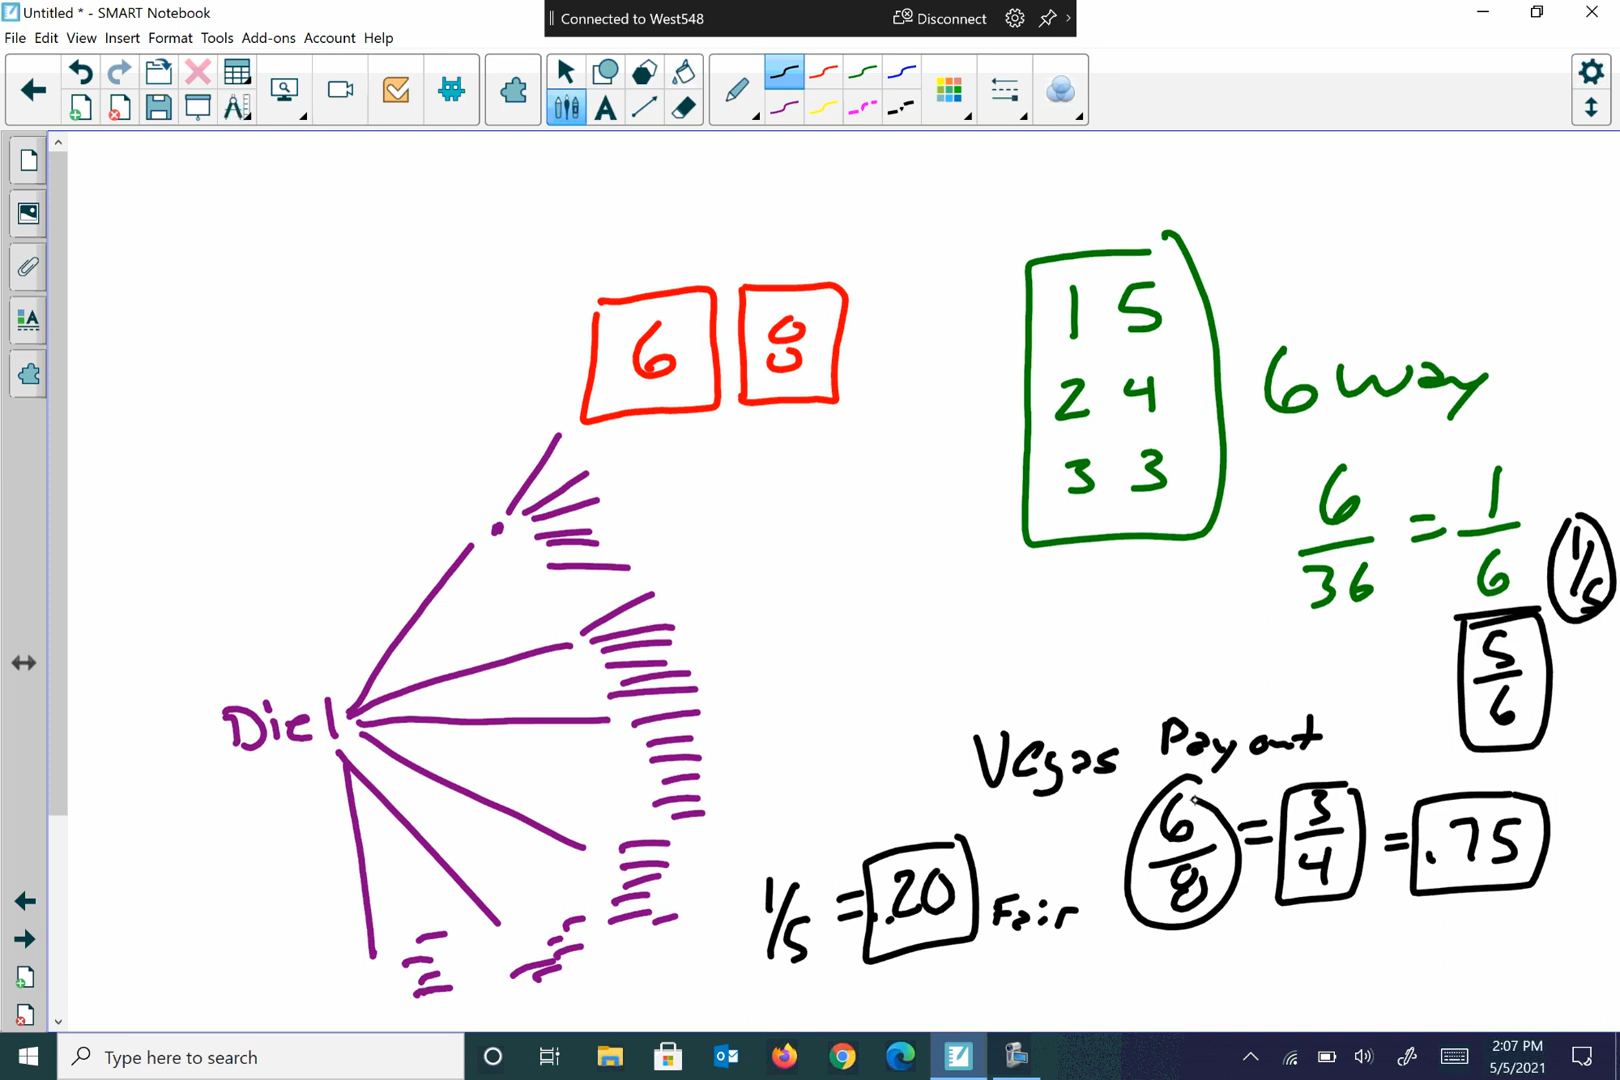 Untitled * - SMART Notebook
Connected to West548
Disconnect
File Edit View Insert Format Tools Add-ons Account Help
6 8
1 5
2 4
3 3
6 way
6/36 = 1/6
1/5
5/6
Die 1
Vegas Payout
6/8 = 3/4 = .75
1/5 = .20 Fair
Type here to search
2:07 PM
5/5/2021